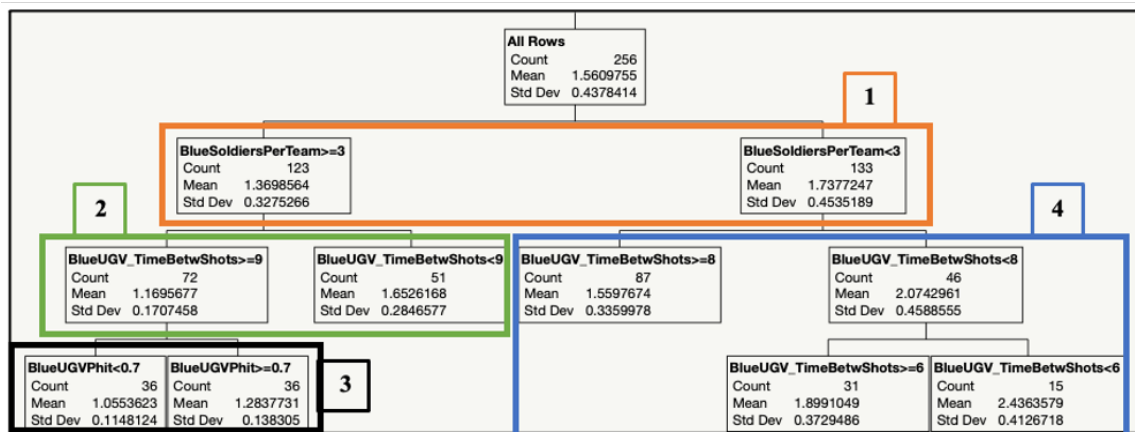 All Rows
Count 256
Mean 1.5609755
Std Dev 0.4378414
1
BlueSoldiersPerTeam>=3
Count 123
Mean 1.3698564
Std Dev 0.3275266
BlueSoldiersPerTeam<3
Count 133
Mean 1.7377247
Std Dev 0.4535189
2
4
BlueUGV_TimeBetwShots>=9
Count 72
Mean 1.1695677
Std Dev 0.1707458
BlueUGV_TimeBetwShots<9
Count 51
Mean 1.6526168
Std Dev 0.2846577
BlueUGV_TimeBetwShots>=8
Count 87
Mean 1.5597674
Std Dev 0.3359978
BlueUGV_TimeBetwShots<8
Count 46
Mean 2.0742961
Std Dev 0.4588555
BlueUGVPhit<0.7
Count 36
Mean 1.0553623
Std Dev 0.1148124
BlueUGVPhit>=0.7
Count 36
Mean 1.2837731
Std Dev 0.138305
3
BlueUGV_TimeBetwShots>=6
Count 31
Mean 1.8991049
Std Dev 0.3729486
BlueUGV_TimeBetwShots<6
Count 15
Mean 2.4363579
Std Dev 0.4126718